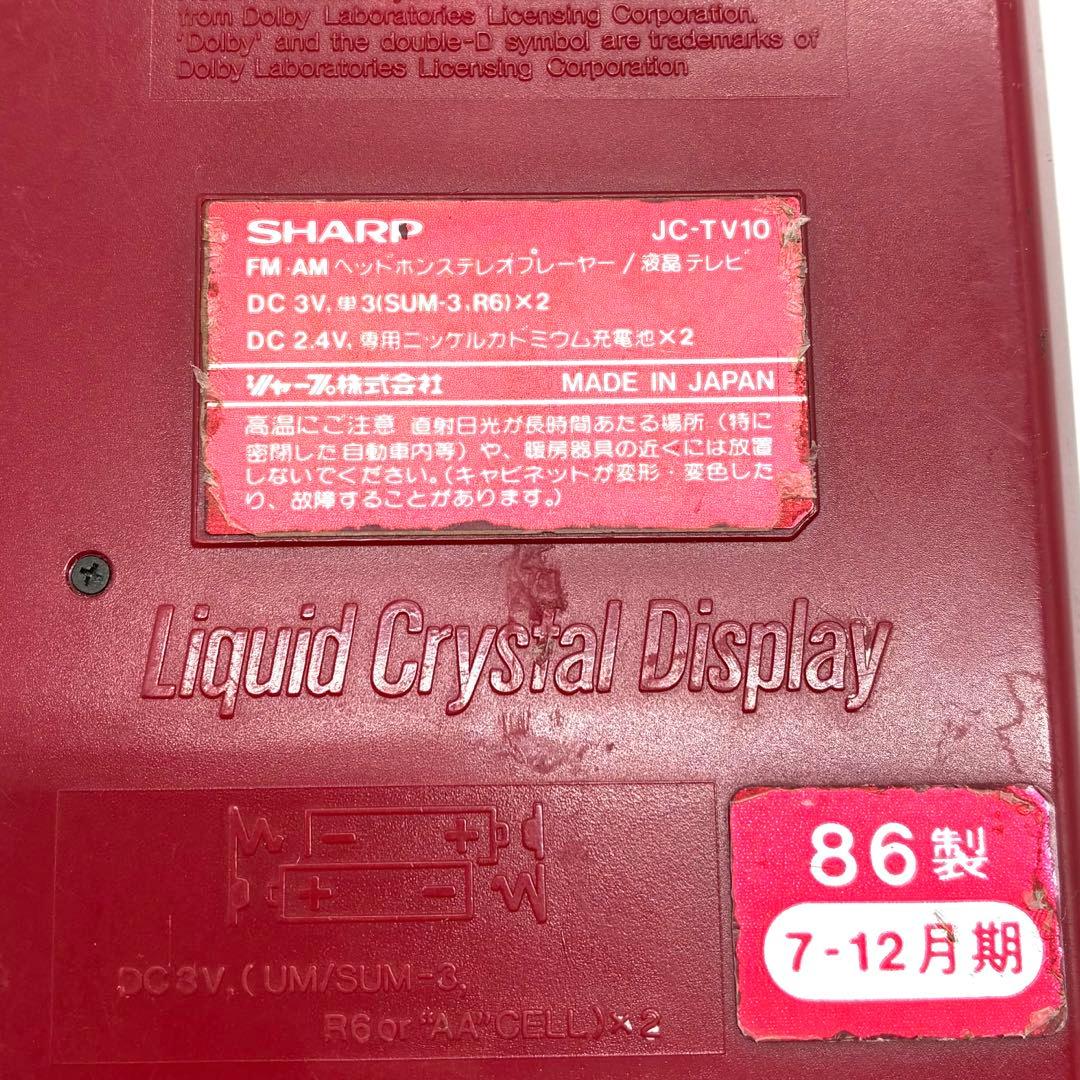 from Dolby Laboratories Licensing Corporation.
'Dolby' and the double-D symbol are trademarks of
Dolby Laboratories Licensing Corporation
SHARP JC-TV10
FM·AM ヘッドホンステレオプレーヤー/液晶テレビ
DC 3V, 単3(SUM-3,R6)×2
DC 2.4V, 専用ニッケルカドミウム充電池×2
シャープ株式会社 MADE IN JAPAN
高温にご注意 直射日光が長時間あたる場所(特に
密閉した自動車内等)や、暖房器具の近くには放置
しないでください。(キャビネットが変形・変色した
り、故障することがあります。)
Liquid Crystal Display
- +
+ -
DC 3V, (UM/SUM-3,
R6 or "AA" CELL)×2
86製
7-12月期